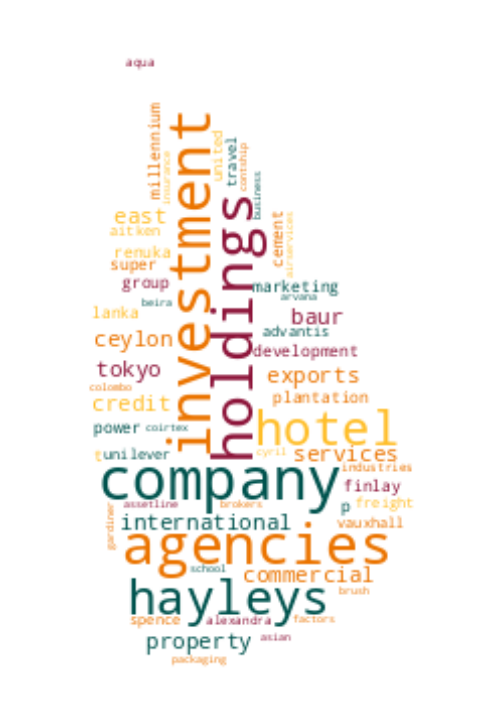 aqua
millennium
insurance
investment
united
travel
contship
business
holdings
east
aitken
cement
airservices
renuka
super
group
marketing
beira
arvana
lanka
baur
ceylon
advantis
development
tokyo
exports
colombo
plantation
credit
hotel
power
coirtex
cyril
services
t
unilever
company
industries
finlay
assetline
brokers
p
freight
gardiner
international
vauxhall
agencies
school
commercial
hayleys
brush
spence
alexandra
factors
property
asian
packaging